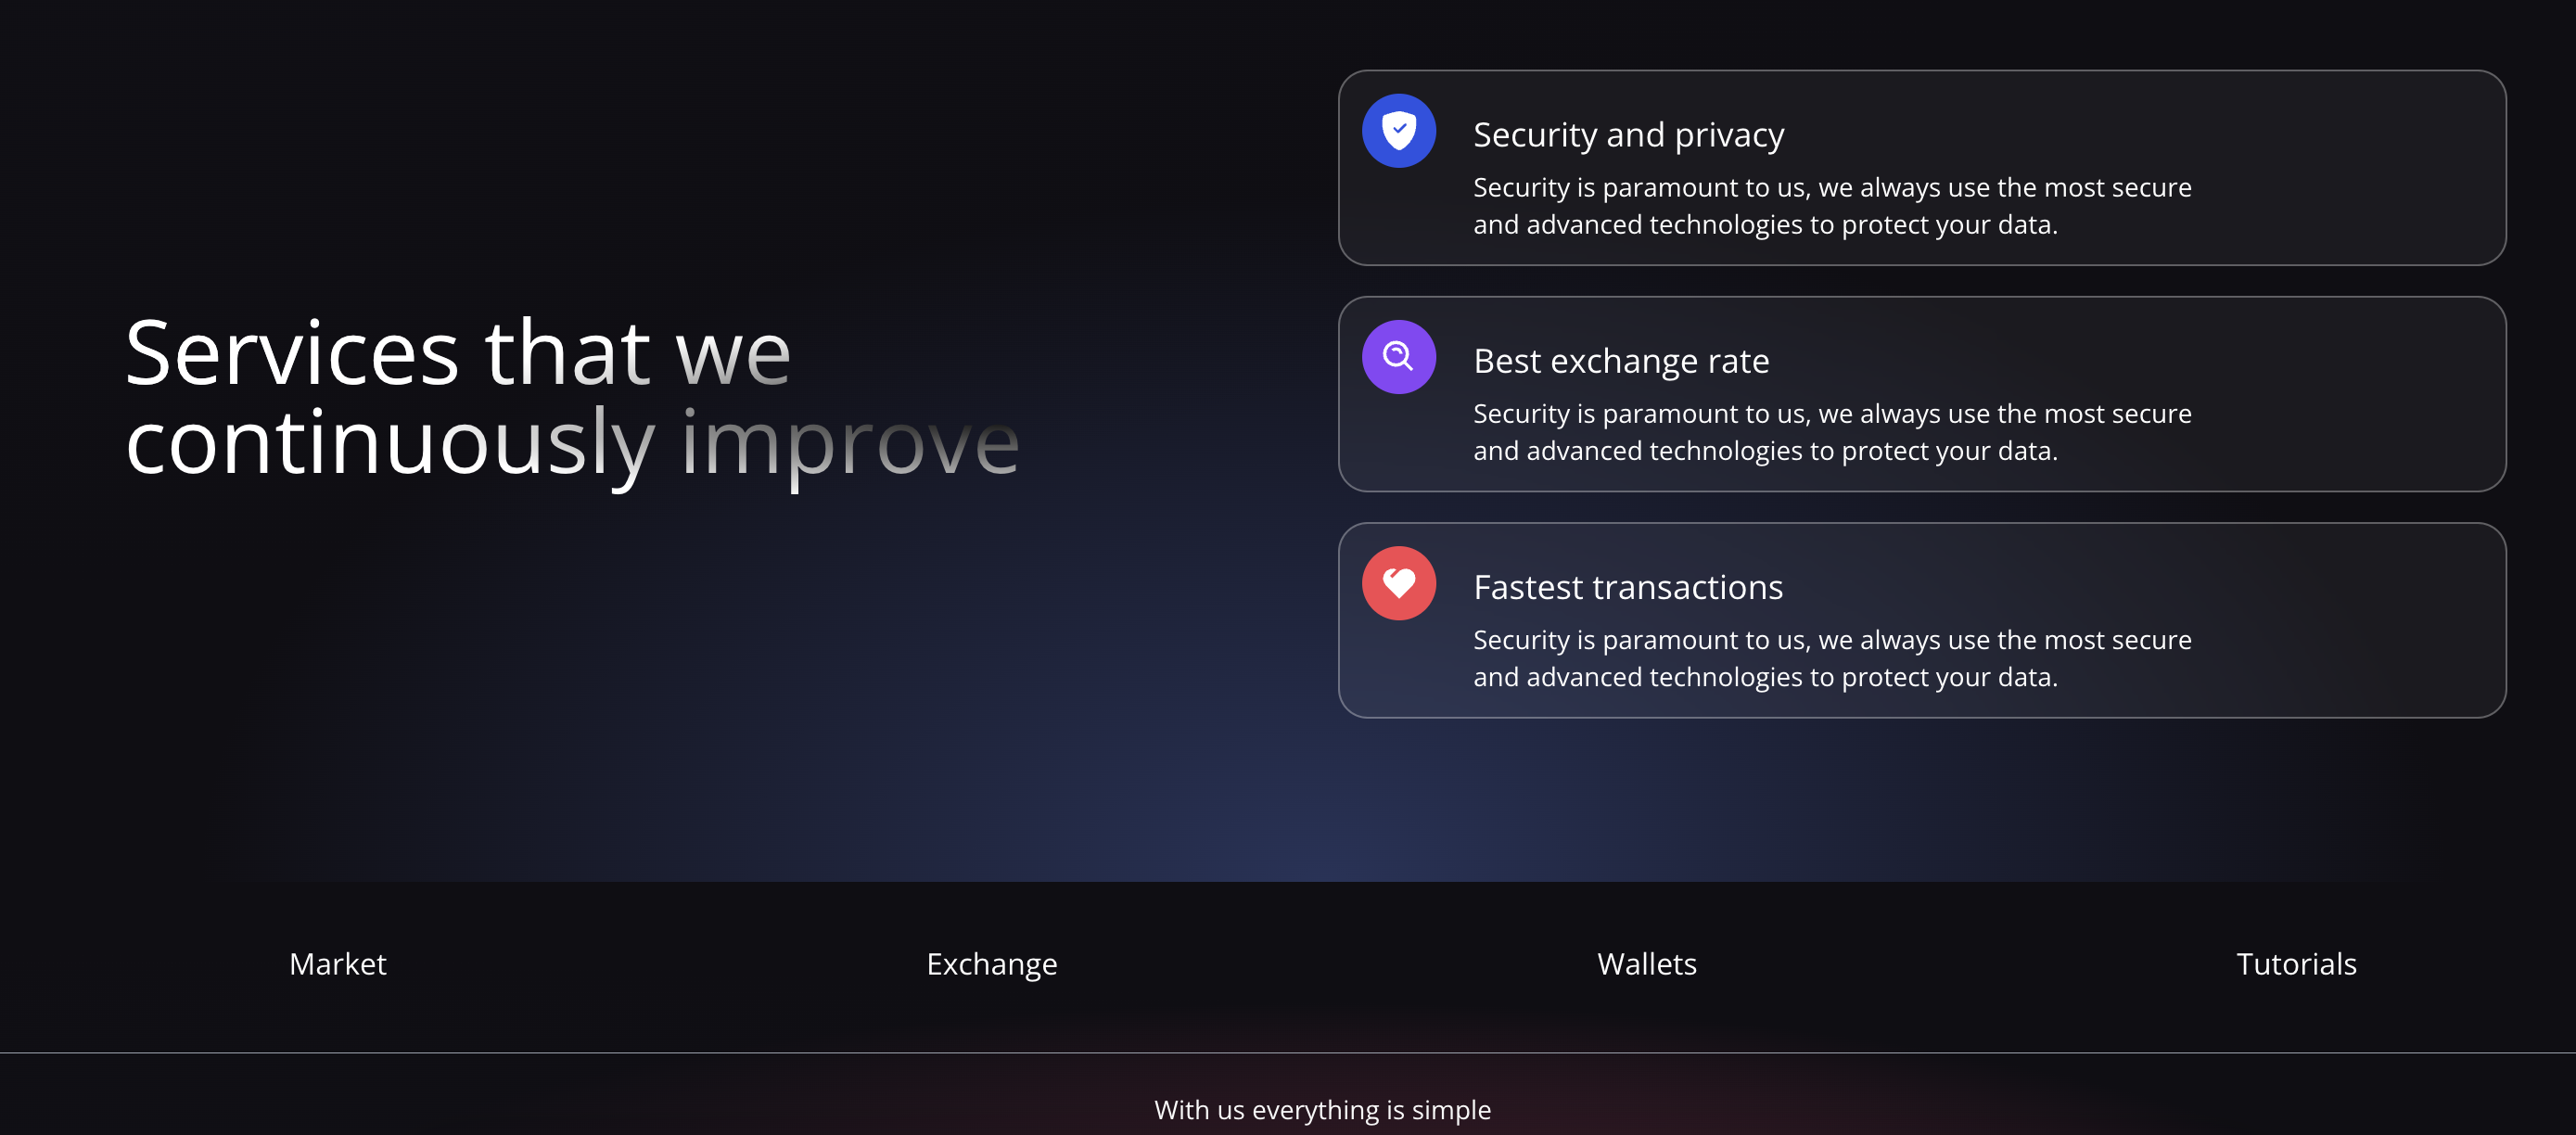 Services that we
continuously improve
Security and privacy
Security is paramount to us, we always use the most secure
and advanced technologies to protect your data.
Best exchange rate
Security is paramount to us, we always use the most secure
and advanced technologies to protect your data.
Fastest transactions
Security is paramount to us, we always use the most secure
and advanced technologies to protect your data.
Market
Exchange
Wallets
Tutorials
With us everything is simple